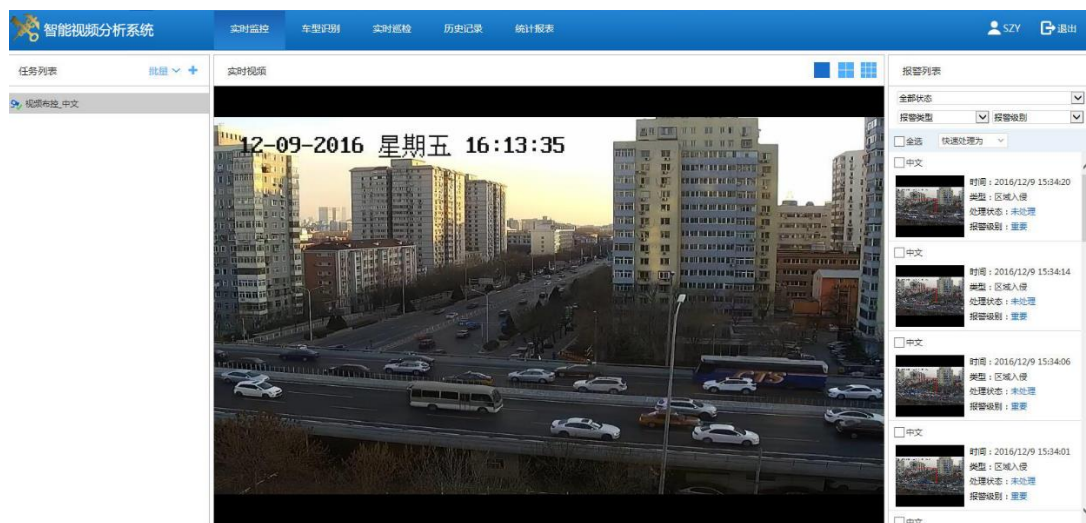 智能视频分析系统
实时监控 车型识别 实时巡检 历史记录 统计报表
SZY 退出
任务列表 批量
视频布控_中文
实时视频
12-09-2016 星期五 16:13:35
CTS
报警列表
全部状态
报警类型 报警级别
全选 快速处理为
中文
时间：2016/12/9 15:34:20
类型：区域入侵
处理状态：未处理
报警级别：重要
中文
时间：2016/12/9 15:34:14
类型：区域入侵
处理状态：未处理
报警级别：重要
中文
时间：2016/12/9 15:34:06
类型：区域入侵
处理状态：未处理
报警级别：重要
中文
时间：2016/12/9 15:34:01
类型：区域入侵
处理状态：未处理
报警级别：重要
中文